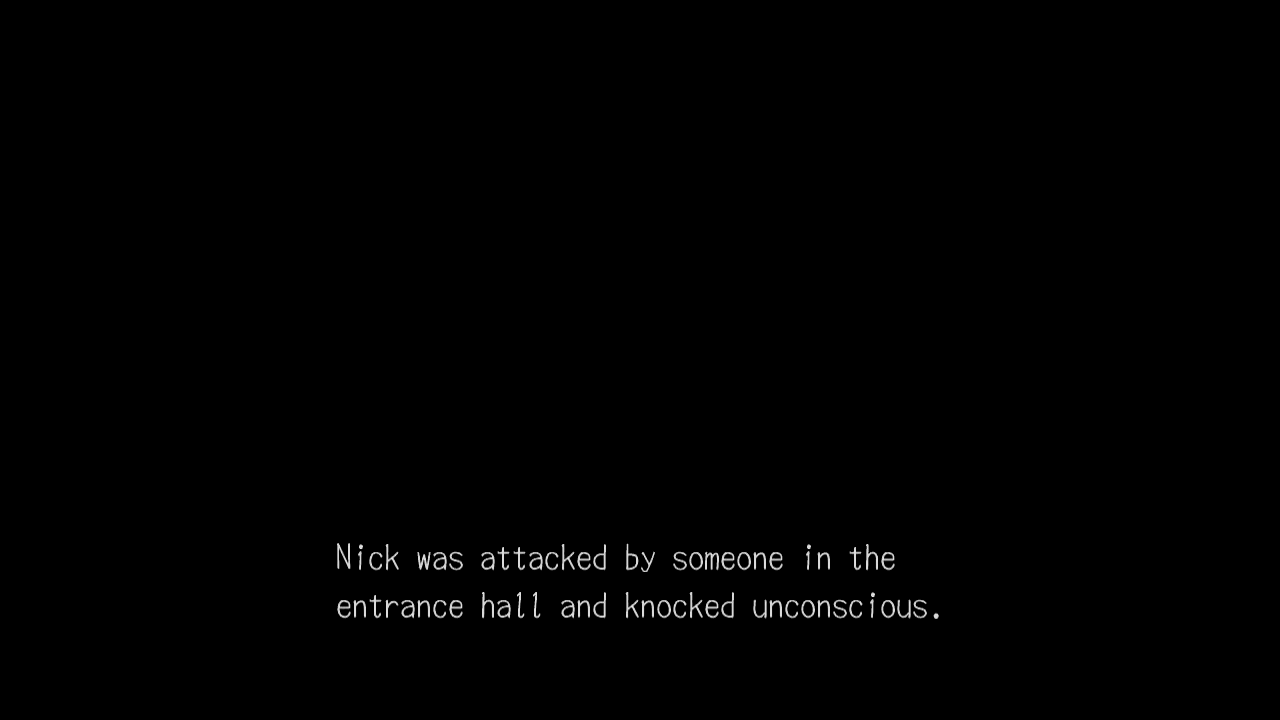 Nick was attacked by someone in the
entrance hall and knocked unconscious.